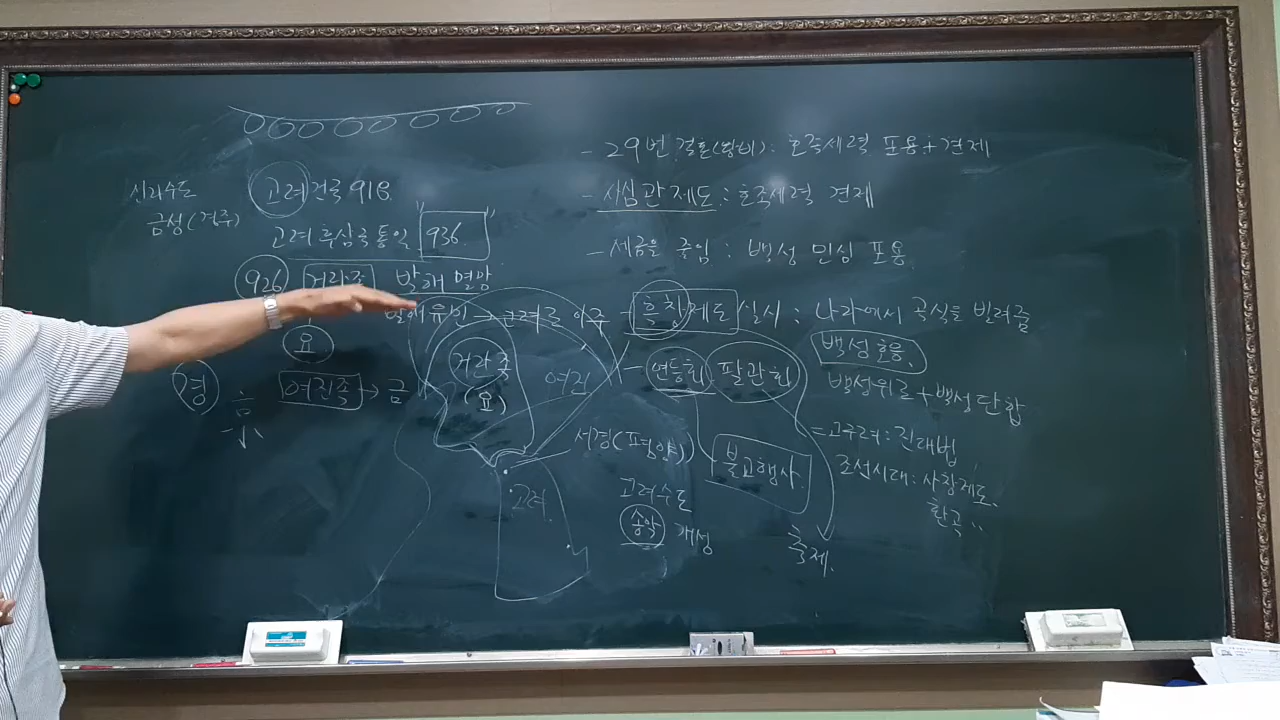 신라수도
금성(경주)
고려 건국 918
고려 후삼국 통일 "936."
926 거란족 발해 멸망
발해유민 → 고려로 이주
요
여진족 → 금
거란족
(요)
여진
서경(평양)
고려
고려수도
송악 개성
- 29번 결혼(왕비): 호족세력 포용+견제
- 사심관 제도: 호족세력 견제
- 세금을 줄임: 백성 민심 포용
- 흑창제도 실시: 나라에서 곡식을 빌려줌
백성 호응.
- 연등회, 팔관회
백성위로+백성단합
불교행사.
축제.
= 고구려: 진대법
조선시대: 사창제도.
환곡..